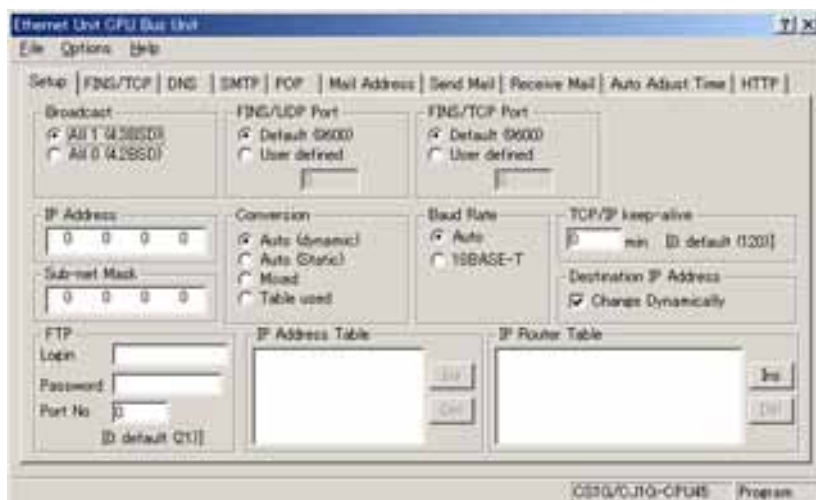 Ethernet Unit CPU Bus Unit
File Options Help
Setup FINS/TCP DNS SMTP POP Mail Address Send Mail Receive Mail Auto Adjust Time HTTP
Broadcast
All 1 (4.3BSD)
All 0 (4.2BSD)
FINS/UDP Port
Default (9600)
User defined
0
FINS/TCP Port
Default (9600)
User defined
0
IP Address
0 0 0 0
Sub-net Mask
0 0 0 0
Conversion
Auto (dynamic)
Auto (Static)
Mixed
Table used
Baud Rate
Auto
10BASE-T
TCP/IP keep-alive
0 min [0: default (120)]
Destination IP Address
Change Dynamically
FTP
Login
Password
Port No 0
[0: default (21)]
IP Address Table
Ins
Del
IP Router Table
Ins
Del
CS1G/CJ1G-CPU45 Program